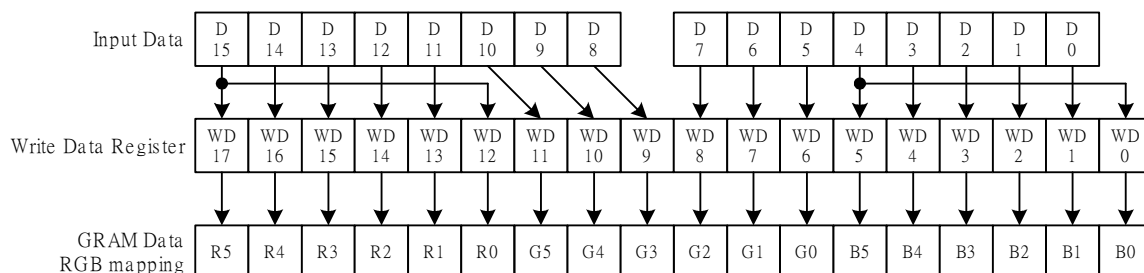 Input Data D 15 D 14 D 13 D 12 D 11 D 10 D 9 D 8 D 7 D 6 D 5 D 4 D 3 D 2 D 1 D 0
Write Data Register WD 17 WD 16 WD 15 WD 14 WD 13 WD 12 WD 11 WD 10 WD 9 WD 8 WD 7 WD 6 WD 5 WD 4 WD 3 WD 2 WD 1 WD 0
GRAM Data
RGB mapping R5 R4 R3 R2 R1 R0 G5 G4 G3 G2 G1 G0 B5 B4 B3 B2 B1 B0